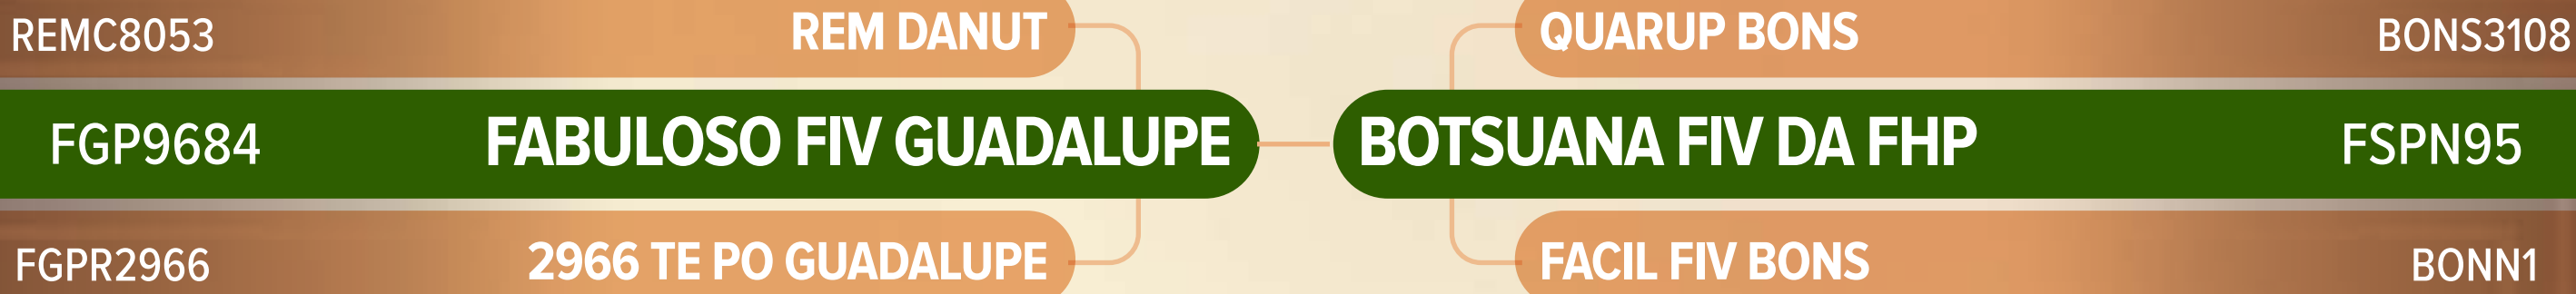 REMC8053 REM DANUT QUARUP BONS BONS3108
FGP9684 FABULOSO FIV GUADALUPE BOTSUANA FIV DA FHP FSPN95
FGPR2966 2966 TE PO GUADALUPE FACIL FIV BONS BONN1